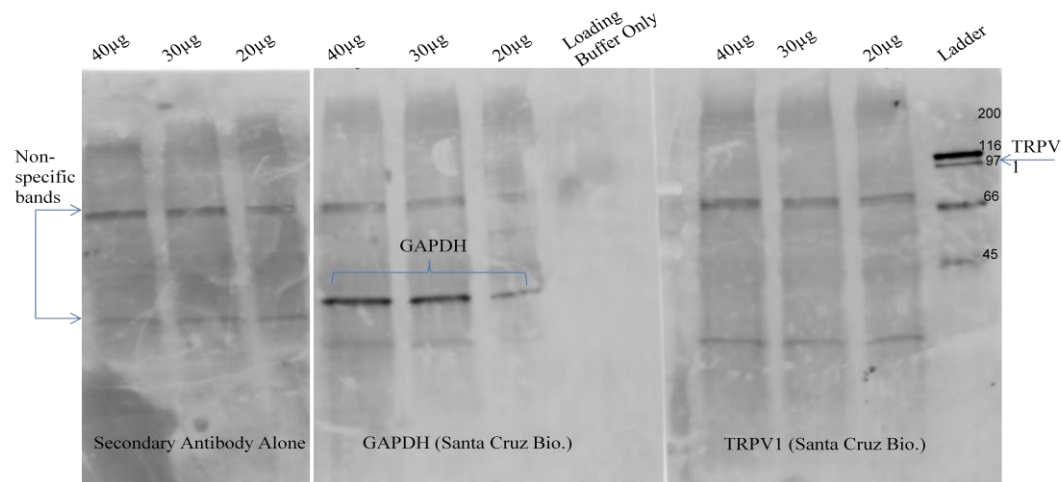 40µg
30µg
20µg
40µg
30µg
20µg
Loading
Buffer Only
40µg
30µg
20µg
Ladder
Non-
specific
bands
GAPDH
200
116
97
66
45
TRPV
1
Secondary Antibody Alone
GAPDH (Santa Cruz Bio.)
TRPV1 (Santa Cruz Bio.)